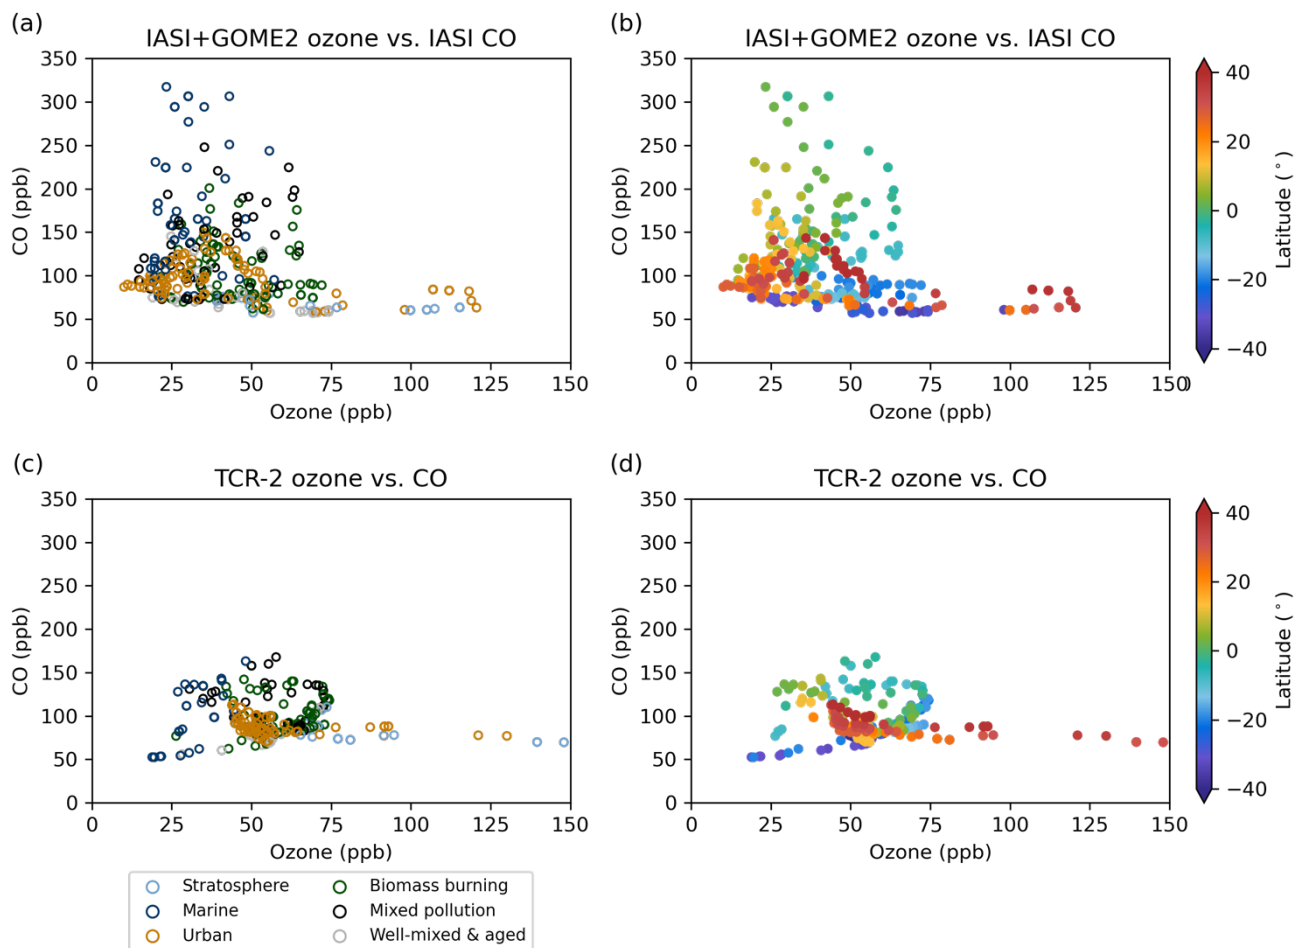 (a)
IASI+GOME2 ozone vs. IASI CO
350
300
250
200
150
100
50
0
CO (ppb)
0 25 50 75 100 125 150
Ozone (ppb)
(b)
IASI+GOME2 ozone vs. IASI CO
350
300
250
200
150
100
50
0
CO (ppb)
0 25 50 75 100 125 150
Ozone (ppb)
40
20
0
−20
−40
Latitude (°)
(c)
TCR-2 ozone vs. CO
350
300
250
200
150
100
50
0
CO (ppb)
0 25 50 75 100 125 150
Ozone (ppb)
(d)
TCR-2 ozone vs. CO
350
300
250
200
150
100
50
0
CO (ppb)
0 25 50 75 100 125 150
Ozone (ppb)
40
20
0
−20
−40
Latitude (°)
Stratosphere
Marine
Urban
Biomass burning
Mixed pollution
Well-mixed & aged